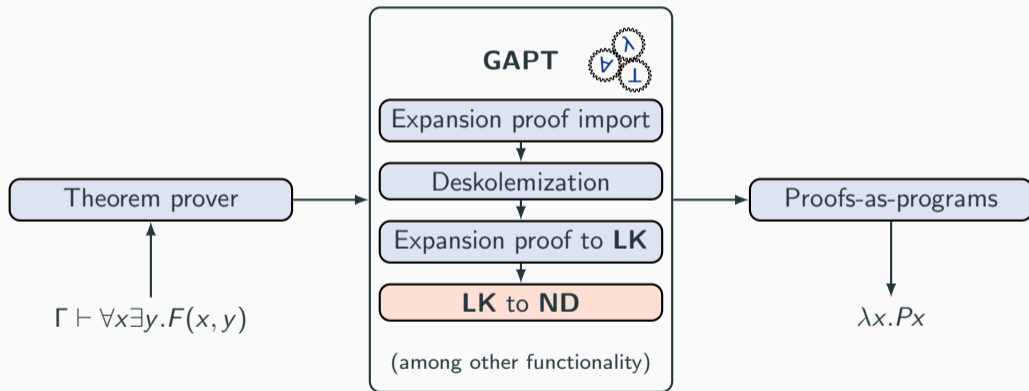 GAPT
λ
∀
⊥
Expansion proof import
Deskolemization
Theorem prover
Proofs-as-programs
Expansion proof to LK
LK to ND
Γ ⊢ ∀x∃y.F(x, y)
λx.Px
(among other functionality)